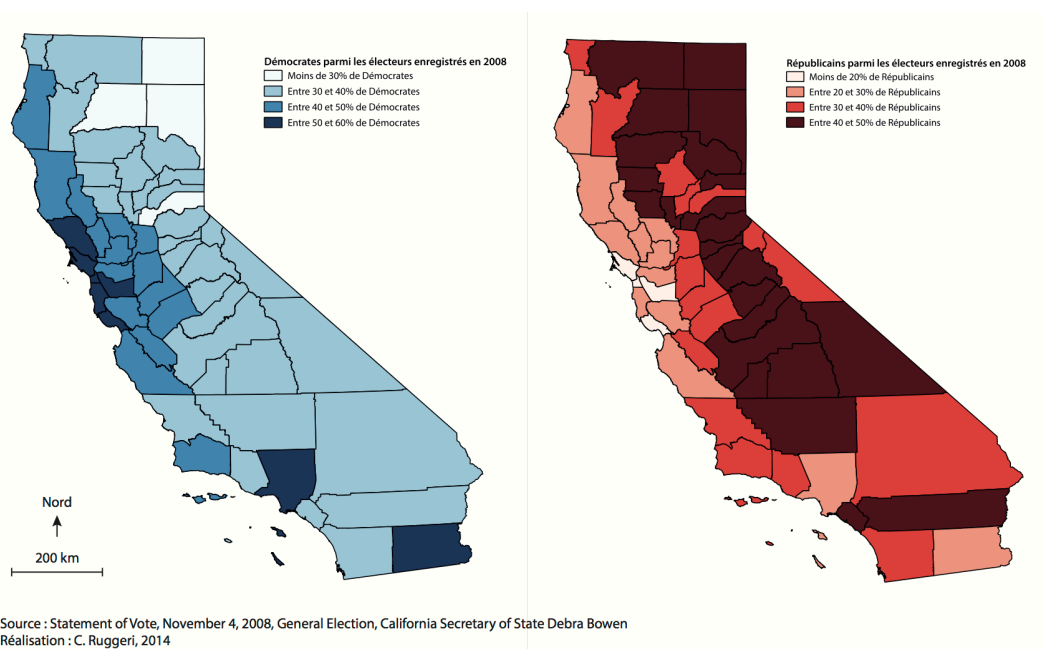 Démocrates parmi les électeurs enregistrés en 2008
Moins de 30% de Démocrates
Entre 30 et 40% de Démocrates
Entre 40 et 50% de Démocrates
Entre 50 et 60% de Démocrates
Républicains parmi les électeurs enregistrés en 2008
Moins de 20% de Républicains
Entre 20 et 30% de Républicains
Entre 30 et 40% de Républicains
Entre 40 et 50% de Républicains
Nord
200 km
Source : Statement of Vote, November 4, 2008, General Election, California Secretary of State Debra Bowen
Réalisation : C. Ruggeri, 2014